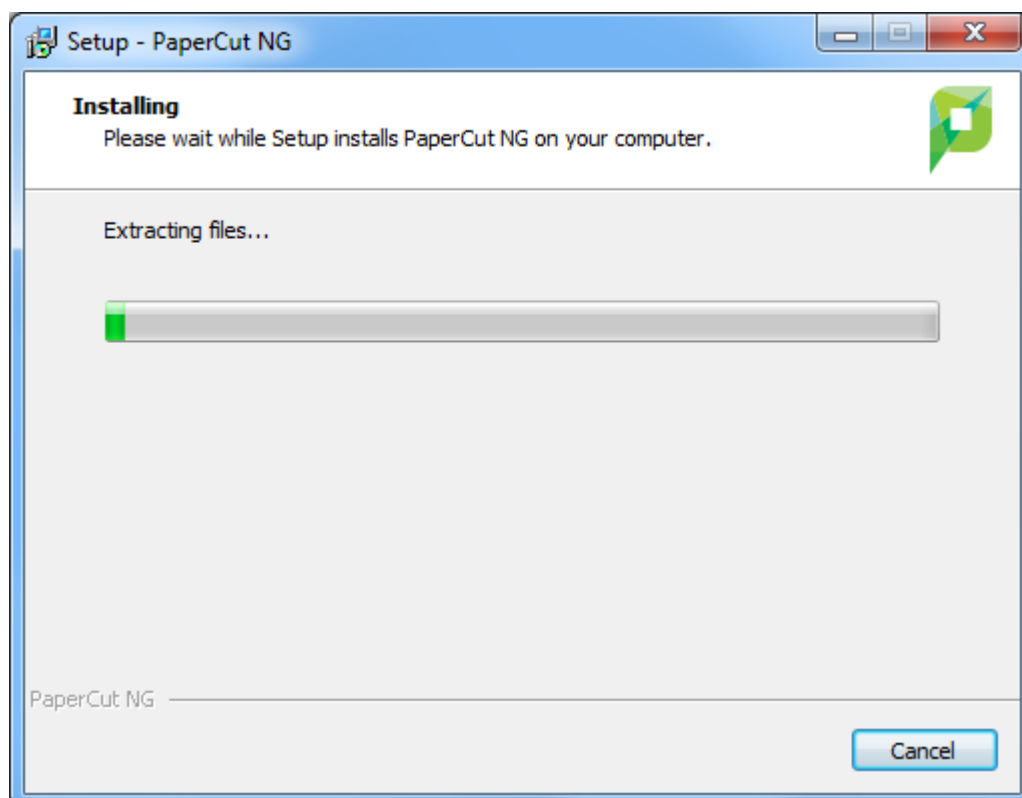 Setup - PaperCut NG
Installing
Please wait while Setup installs PaperCut NG on your computer.
Extracting files...
PaperCut NG
Cancel